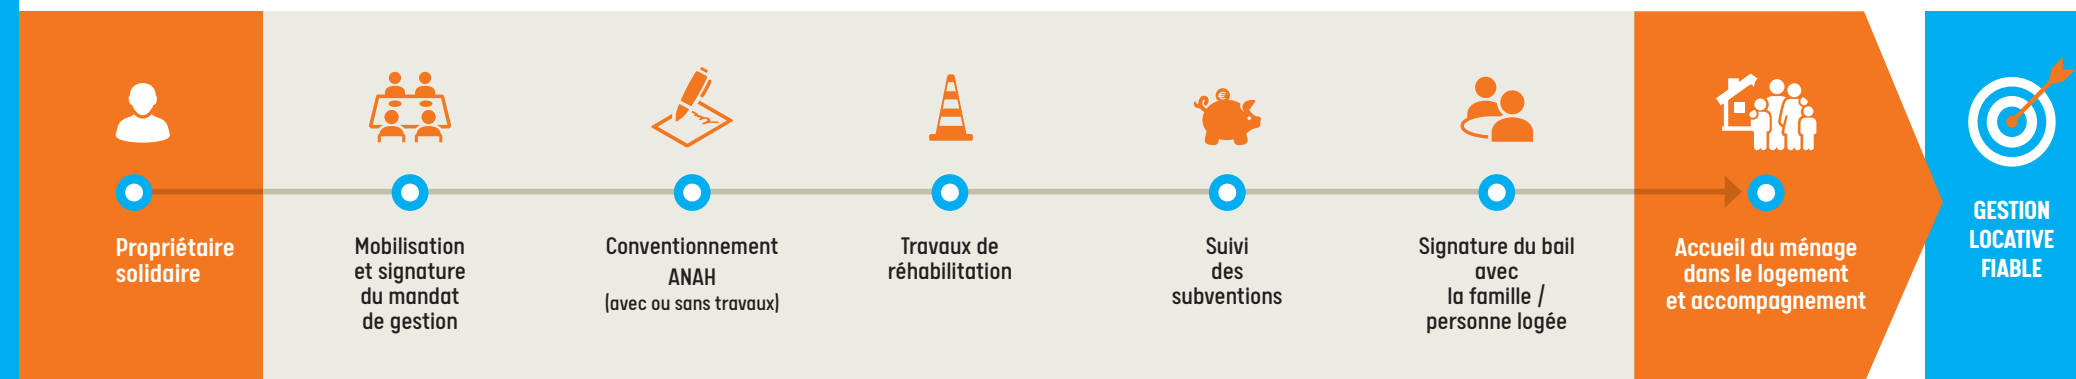 Propriétaire
solidaire
Mobilisation
et signature
du mandat
de gestion
Conventionnement
ANAH
(avec ou sans travaux)
Travaux de
réhabilitation
€
Suivi
des
subventions
Signature du bail
avec
la famille /
personne logée
Accueil du ménage
dans le logement
et accompagnement
GESTION
LOCATIVE
FIABLE